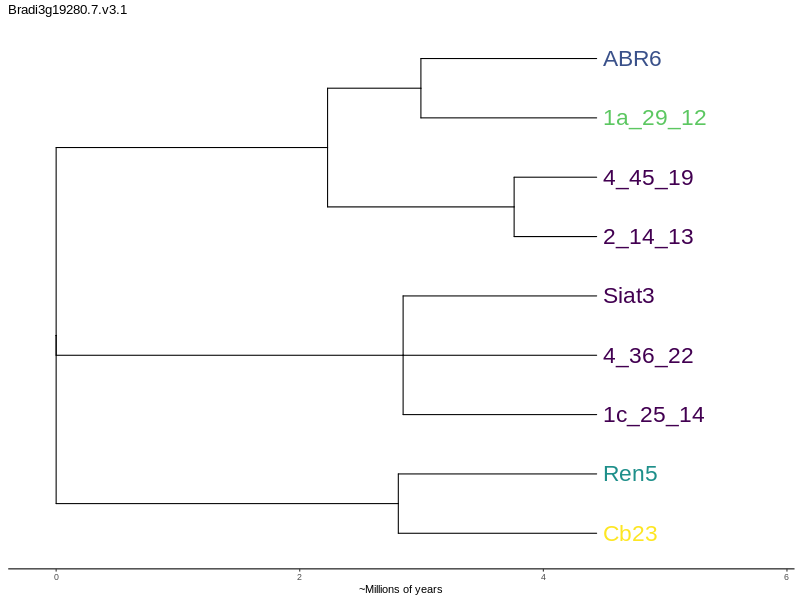 Bradi3g19280.7.v3.1
ABR6
1a_29_12
4_45_19
2_14_13
Siat3
4_36_22
1c_25_14
Ren5
Cb23
0 2 4 6
~Millions of years